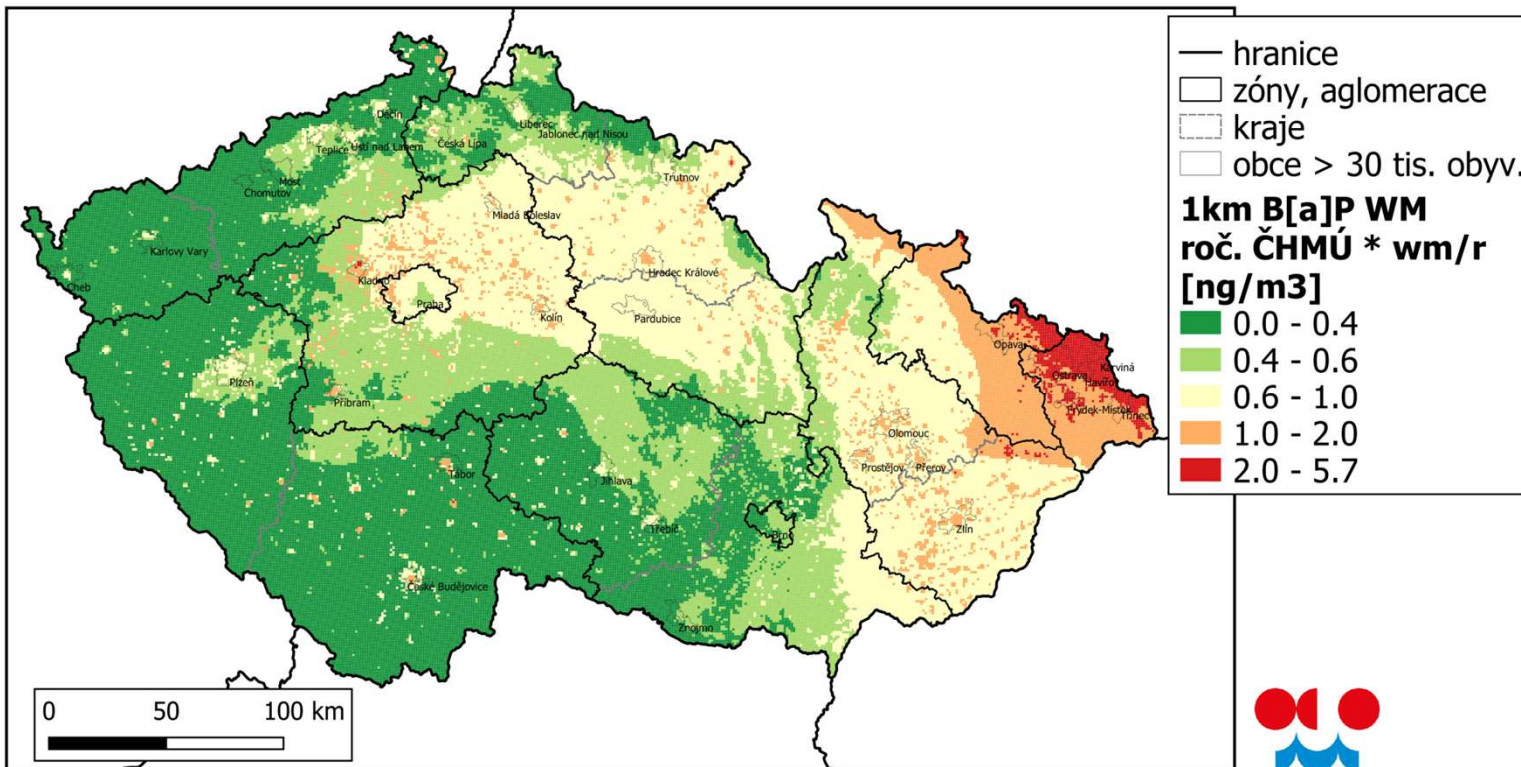 hranice
zóny, aglomerace
kraje
obce > 30 tis. obyv.
1km B[a]P WM
roč. ČHMÚ * wm/r
[ng/m3]
0.0 - 0.4
0.4 - 0.6
0.6 - 1.0
1.0 - 2.0
2.0 - 5.7
Děčín
Liberec
Jablonec nad Nisou
Teplice
Ústí nad Labem
Česká Lípa
Most
Chomutov
Trutnov
Mladá Boleslav
Karlovy Vary
Cheb
Kladno
Praha
Hradec Králové
Kolín
Pardubice
Opava
Karviná
Ostrava
Havířov
Frýdek-Místek
Třinec
Plzeň
Příbram
Olomouc
Prostějov
Přerov
Tábor
Jihlava
Třebíč
Brno
Zlín
České Budějovice
Znojmo
0 50 100 km